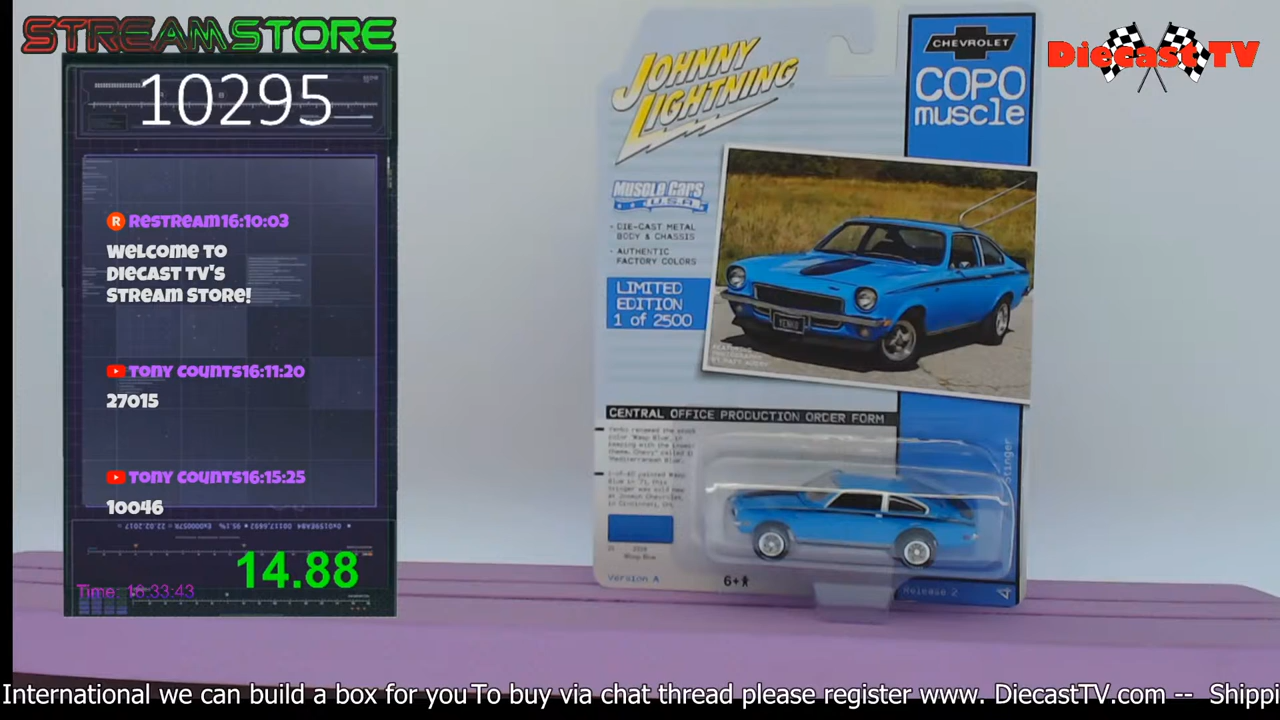 STREAMSTORE
10295
Restream16:10:03
Welcome to
Diecast TV's
Stream Store!
Tony Counts16:11:20
27015
Tony Counts16:15:25
10046
14.88
Time: 16:33:43
JOHNNY
LIGHTNING
CHEVROLET
COPO
muscle
Diecast TV
Muscle Cars
U.S.A.
• DIE-CAST METAL
BODY & CHASSIS
• AUTHENTIC
FACTORY COLORS
LIMITED
EDITION
1 of 2500
YENKO
CENTRAL OFFICE PRODUCTION ORDER FORM
Version A
6+
Release 2
4
International we can build a box for youTo buy via chat thread please register www. DiecastTV.com -- Shippi